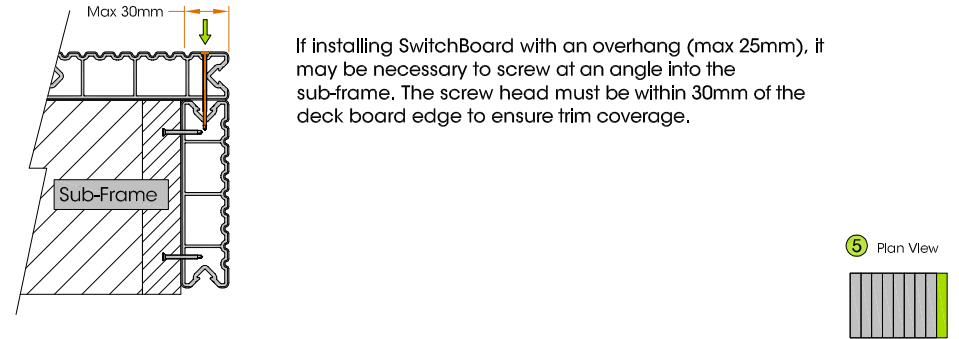 Max 30mm
If installing SwitchBoard with an overhang (max 25mm), it
may be necessary to screw at an angle into the
sub-frame. The screw head must be within 30mm of the
deck board edge to ensure trim coverage.
Sub-Frame
5 Plan View